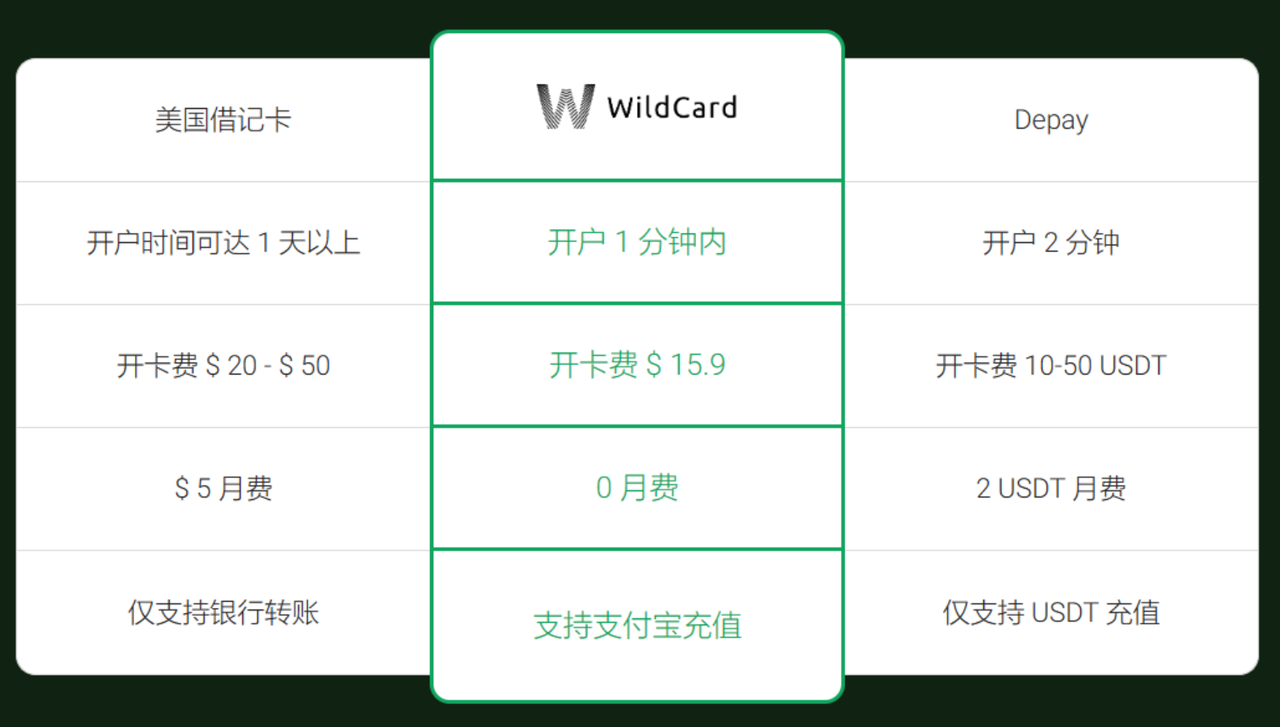 美国借记卡
WildCard
Depay
开户时间可达 1 天以上
开户 1 分钟内
开户 2 分钟
开卡费 $ 20 - $ 50
开卡费 $ 15.9
开卡费 10-50 USDT
$ 5 月费
0 月费
2 USDT 月费
仅支持银行转账
支持支付宝充值
仅支持 USDT 充值